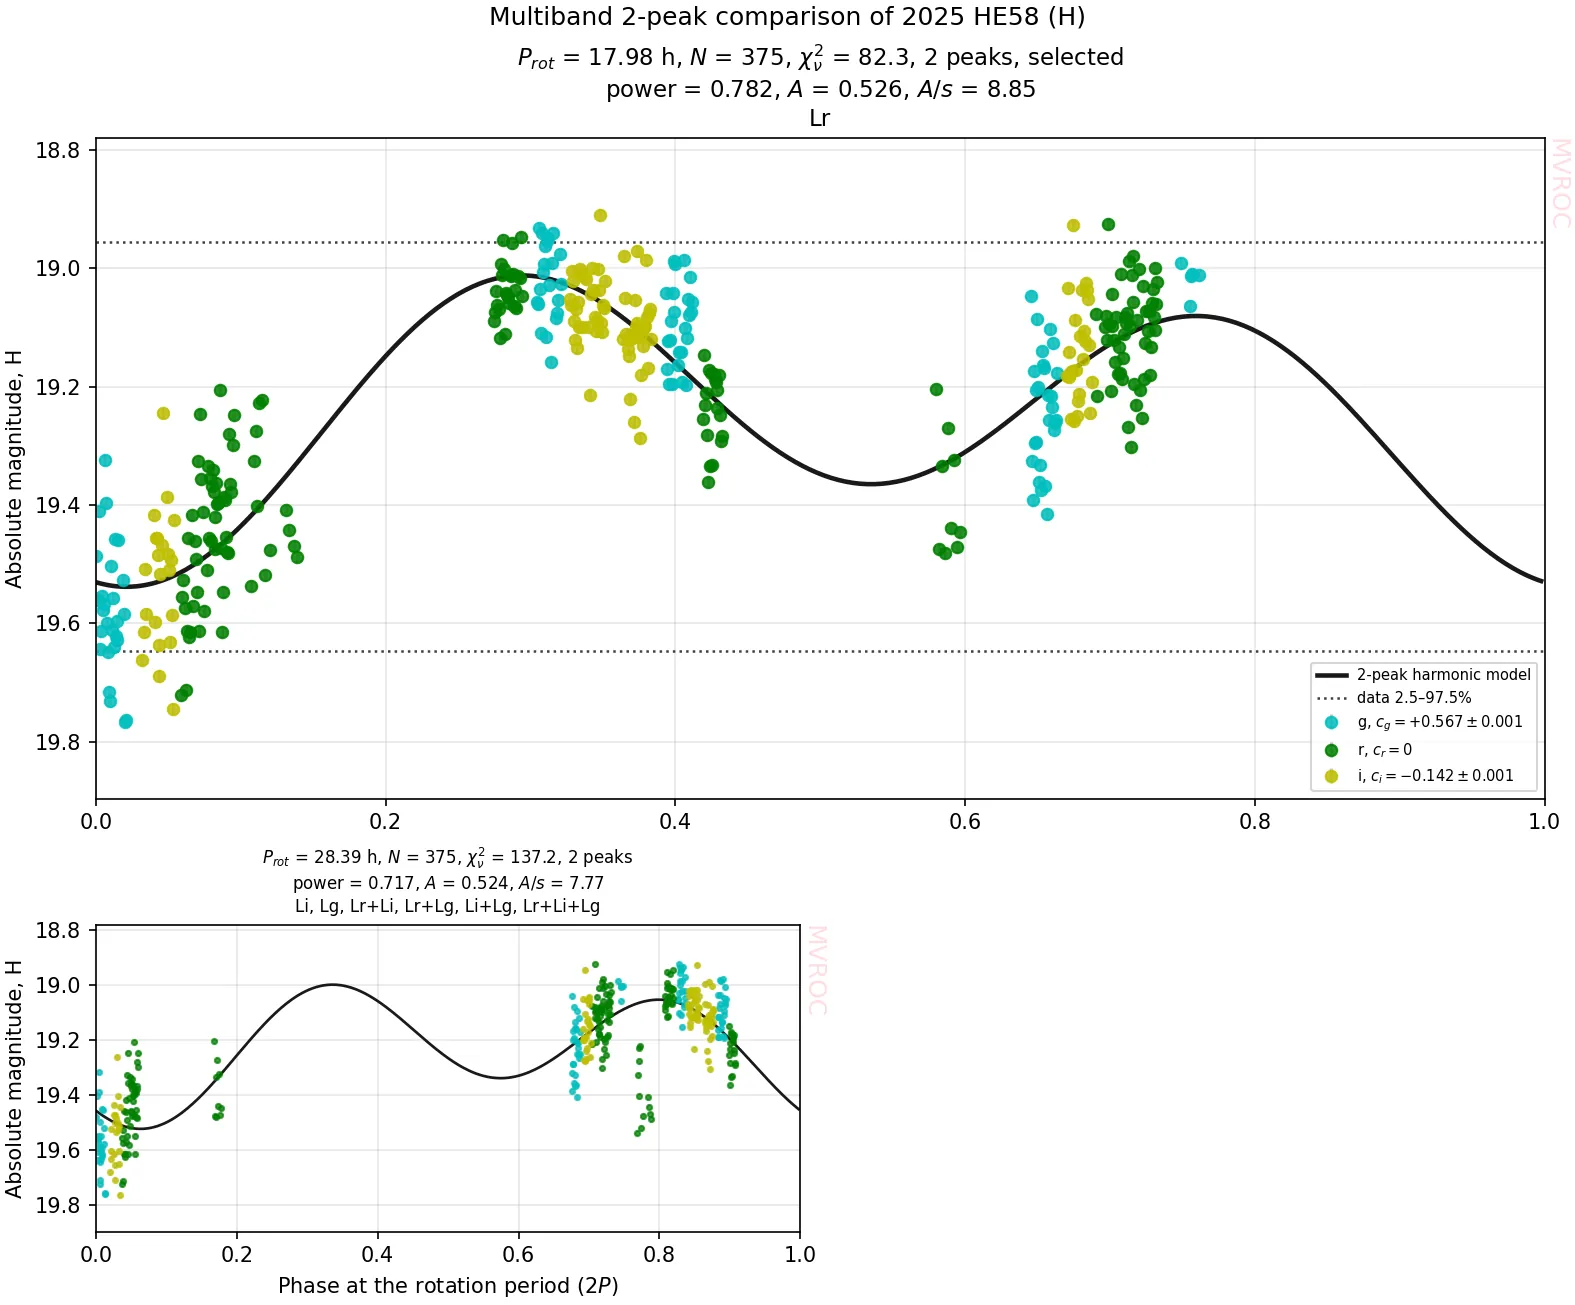 Multiband 2-peak comparison of 2025 HE58 (H)
P_rot = 17.98 h, N = 375, χ²_ν = 82.3, 2 peaks, selected
power = 0.782, A = 0.526, A/s = 8.85
Lr
18.8
19.0
19.2
19.4
19.6
19.8
Absolute magnitude, H
MVROC
2-peak harmonic model
data 2.5–97.5%
g, c_g = +0.567 ± 0.001
r, c_r = 0
i, c_i = −0.142 ± 0.001
0.0 0.2 0.4 0.6 0.8 1.0
P_rot = 28.39 h, N = 375, χ²_ν = 137.2, 2 peaks
power = 0.717, A = 0.524, A/s = 7.77
Li, Lg, Lr+Li, Lr+Lg, Li+Lg, Lr+Li+Lg
18.8
19.0
19.2
19.4
19.6
19.8
Absolute magnitude, H
MVROC
0.0 0.2 0.4 0.6 0.8 1.0
Phase at the rotation period (2P)